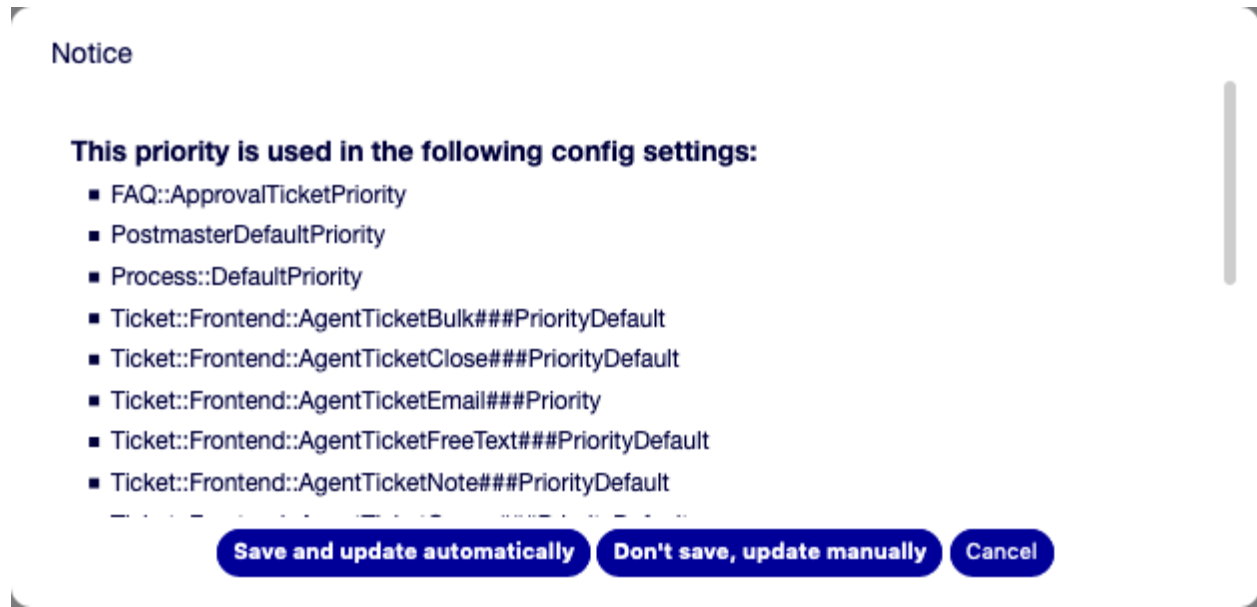 Notice
This priority is used in the following config settings:
FAQ::ApprovalTicketPriority
PostmasterDefaultPriority
Process::DefaultPriority
Ticket::Frontend::AgentTicketBulk###PriorityDefault
Ticket::Frontend::AgentTicketClose###PriorityDefault
Ticket::Frontend::AgentTicketEmail###Priority
Ticket::Frontend::AgentTicketFreeText###PriorityDefault
Ticket::Frontend::AgentTicketNote###PriorityDefault
Save and update automatically Don't save, update manually Cancel